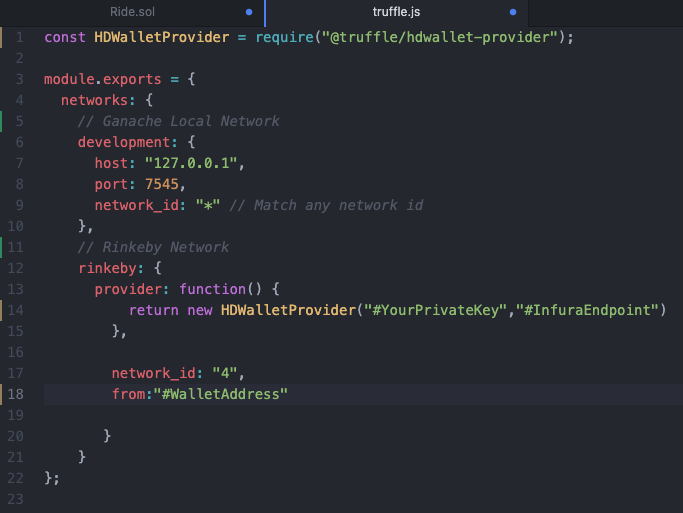 Ride.sol
truffle.js
1 const HDWalletProvider = require("@truffle/hdwallet-provider");
2
3 module.exports = {
4   networks: {
5     // Ganache Local Network
6     development: {
7       host: "127.0.0.1",
8       port: 7545,
9       network_id: "*" // Match any network id
10     },
11     // Rinkeby Network
12     rinkeby: {
13       provider: function() {
14           return new HDWalletProvider("#YourPrivateKey","#InfuraEndpoint")
15         },
16
17         network_id: "4",
18         from:"#WalletAddress"
19
20        }
21     }
22 };
23